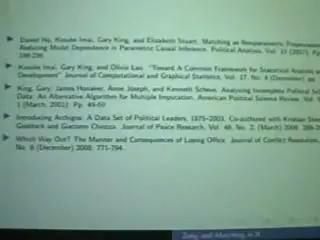 Daniel Ho, Kosuke Imai, Gary King, and Elizabeth Stuart, Matching as Nonparametric
Reducing Model Dependence in Parametric Causal Inference. Political Analysis, Vol. 15 (2007),
199-236
Kosuke Imai, Gary King, and Olivia Lau. "Toward A Common Framework for Statistical Analysis
Development" Journal of Computational and Graphical Statistics, Vol. 17, No. 4 (December)
King, Gary, James Honaker, Anne Joseph, and Kenneth Scheve. Analyzing Incomplete Political
Data: An Alternative Algorithm for Multiple Imputation, American Political Science Review, Vol.
1 (March, 2001): Pp. 49-69
Introducing Archigos: A Data Set of Political Leaders, 1875-2003. Co-authored with Kristian
Gleditsch and Giacomo Chiozza. Journal of Peace Research, Vol. 46, No. 2, (March) 2009:
Which Way Out? The Manner and Consequences of Losing Office. Journal of Conflict Resolution,
No. 6 (December) 2008: 771-794.
Zelig and Matching in R